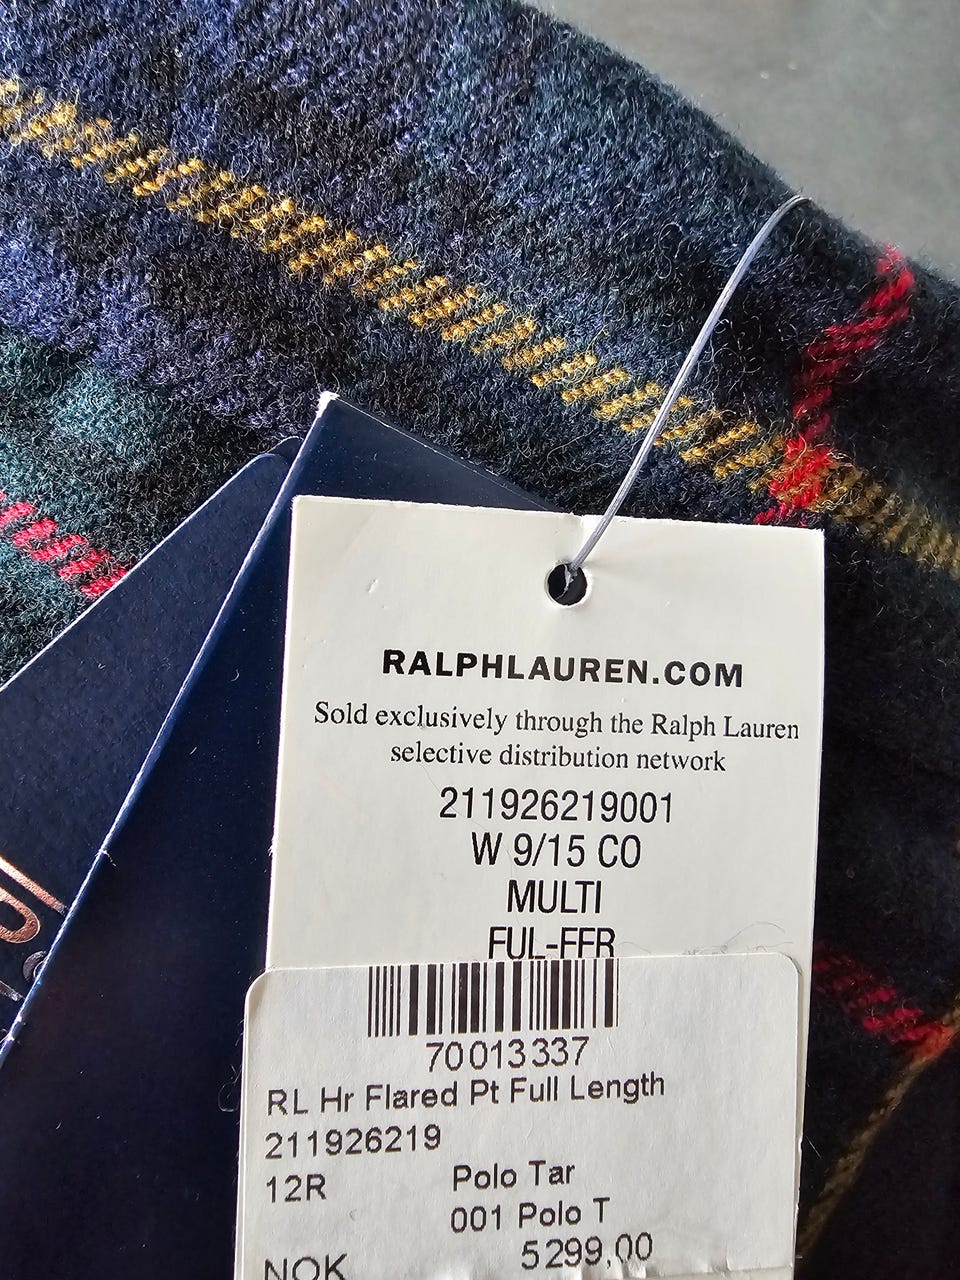 RALPHLAUREN.COM
Sold exclusively through the Ralph Lauren
selective distribution network
211926219001
W 9/15 CO
MULTI
FUL-FFR
70013337
RL Hr Flared Pt Full Length
211926219
12R Polo Tar
001 Polo T
NOK 5299,00